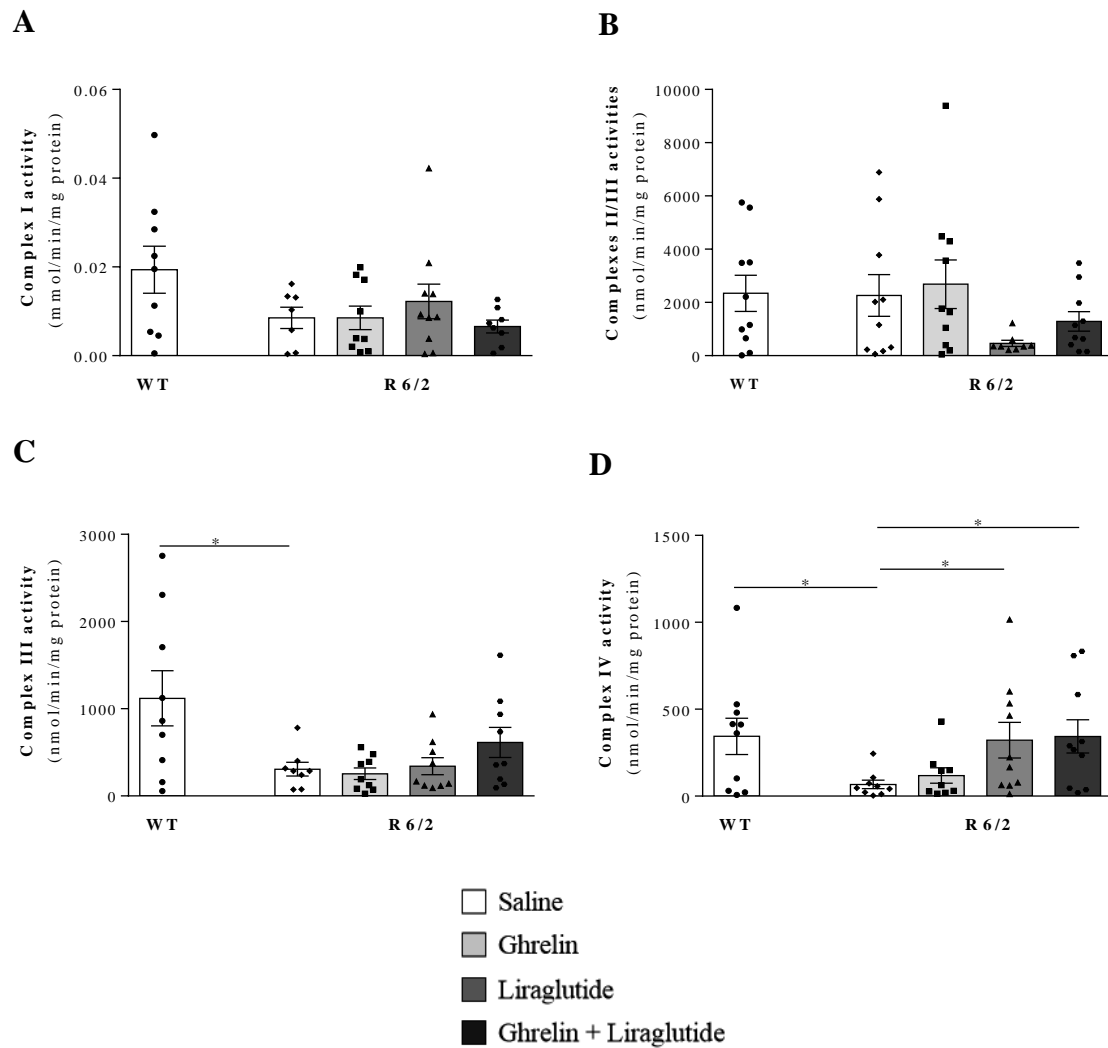 A
Complex I activity
(nmol/min/mg protein)
0.06
0.04
0.02
0.00
WT
R6/2
B
Complexes II/III activities
(nmol/min/mg protein)
10000
8000
6000
4000
2000
0
WT
R6/2
C
Complex III activity
(nmol/min/mg protein)
3000
2000
1000
0
*
WT
R6/2
D
Complex IV activity
(nmol/min/mg protein)
1500
1000
500
0
*
*
*
WT
R6/2
Saline
Ghrelin
Liraglutide
Ghrelin + Liraglutide